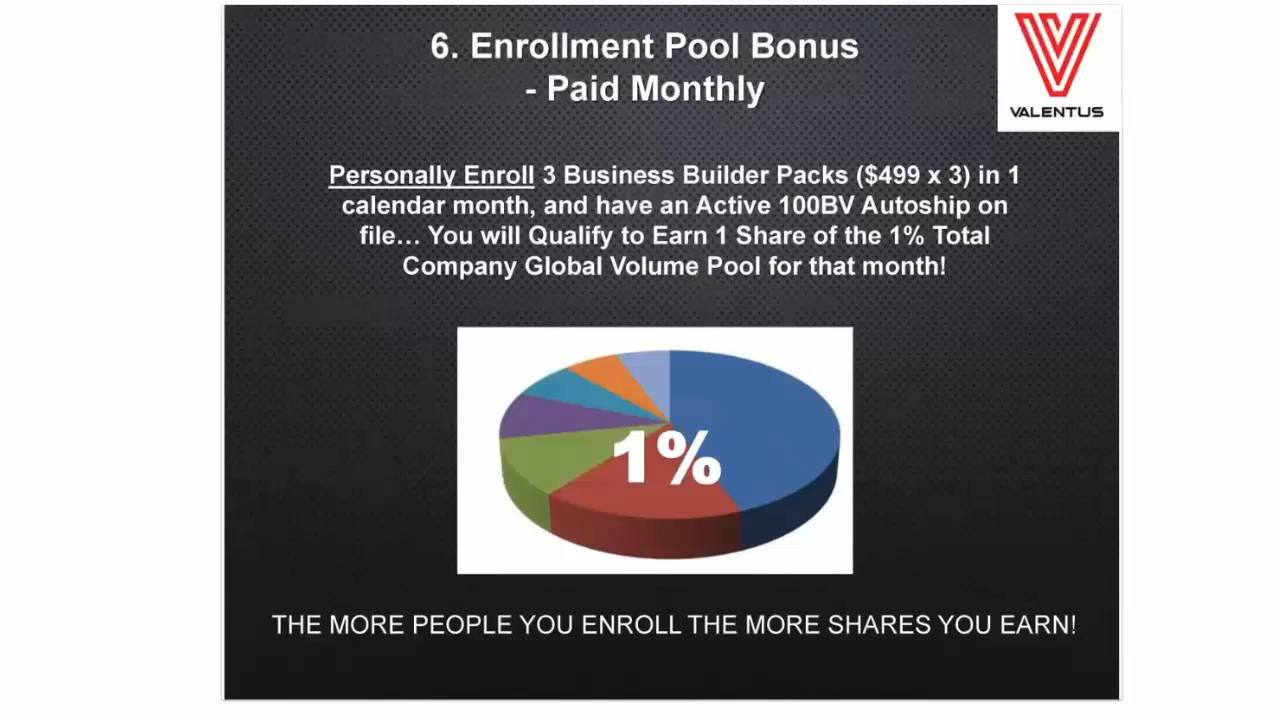 6. Enrollment Pool Bonus
- Paid Monthly
VALENTUS
Personally Enroll 3 Business Builder Packs ($499 x 3) in 1
calendar month, and have an Active 100BV Autoship on
file… You will Qualify to Earn 1 Share of the 1% Total
Company Global Volume Pool for that month!
1%
THE MORE PEOPLE YOU ENROLL THE MORE SHARES YOU EARN!